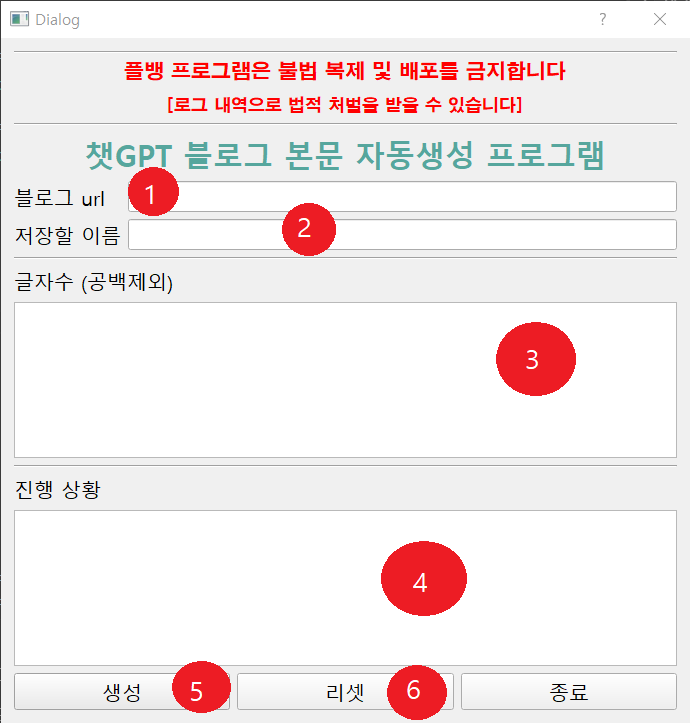 Dialog ?
플뱅 프로그램은 불법 복제 및 배포를 금지합니다
[로그 내역으로 법적 처벌을 받을 수 있습니다]
챗GPT 블로그 본문 자동생성 프로그램
블로그 url 1
저장할 이름 2
글자수 (공백제외)
3
진행 상황
4
생성 5 리셋 6 종료